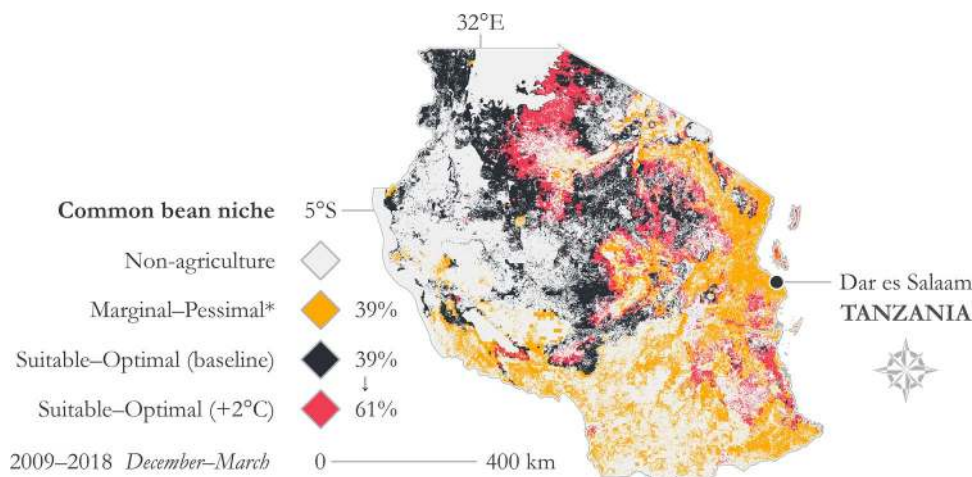 32°E
Common bean niche 5°S
Non-agriculture
Dar es Salaam
Marginal–Pessimal* 39%
TANZANIA
Suitable–Optimal (baseline) 39%
↓
Suitable–Optimal (+2°C) 61%
2009–2018 December–March 0 400 km